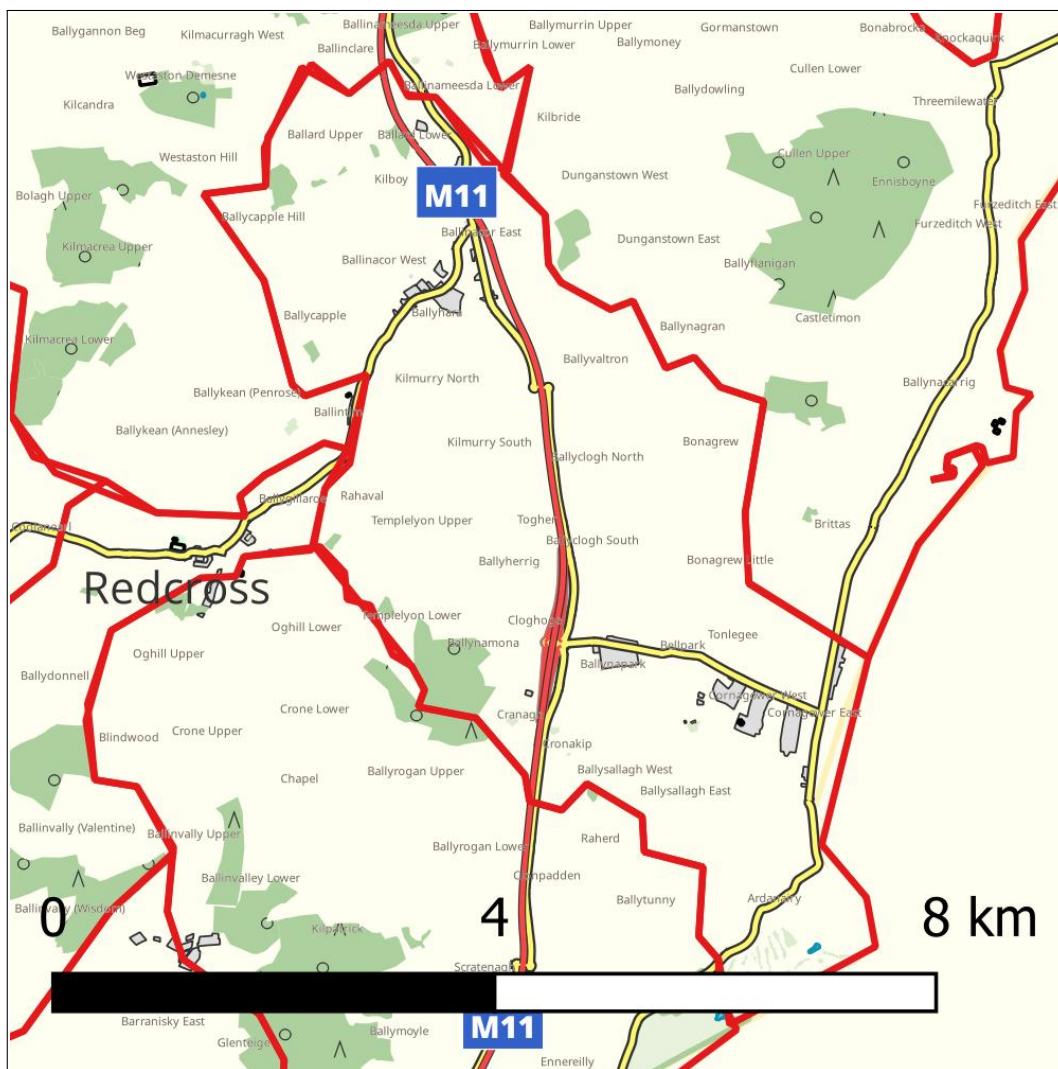 Ballinameesda Upper
Ballymurrin Upper
Gormanstown
Bonabrocka
Ballygannon Beg
Kilmacurragh West
Ballinclare
Ballymurrin Lower
Ballymoney
Knockaquirk
Westaston Demesne
Cullen Lower
Ballinameesda Lower
Ballydowling
Kilcandra
Threemilewater
Kilbride
Ballard Upper
Ballard Lower
Westaston Hill
Cullen Upper
Kilboy
Dunganstown West
Ennisboyne
Bolagh Upper
M11
Furzeditch East
Ballycapple Hill
Furzeditch West
Ballinacor East
Dunganstown East
Kilmacrea Upper
Ballinacor West
Ballyflanigan
Ballycapple
Ballyhara
Castletimon
Ballynagran
Kilmacrea Lower
Ballyvaltron
Kilmurry North
Ballynacarrig
Ballykean (Penrose)
Ballintim
Ballykean (Annesley)
Kilmurry South
Bonagrew
Ballyclogh North
Ballygillaroe
Rahaval
Templelyon Upper
Togher
Brittas
Ballyclogh South
Ballyherrig
Bonagrew Little
Redcross
Templelyon Lower
Cloghoge
Oghill Lower
Ballynamona
Tonlegee
Bellpark
Oghill Upper
Ballynapark
Ballydonnell
Cornagower West
Crone Lower
Cranagh
Cornagower East
Crone Upper
Blindwood
Cronakip
Chapel
Ballyrogan Upper
Ballysallagh West
Ballysallagh East
Ballinvally (Valentine)
Ballinvally Upper
Raherd
Ballyrogan Lower
Ballinvalley Lower
Clonpadden
Ballytunny
Ardanairy
Ballinvally (Wisdom)
0
4
8 km
Kilpatrick
Scratenagh
Barranisky East
Ballymoyle
M11
Glenteige
Ennereilly